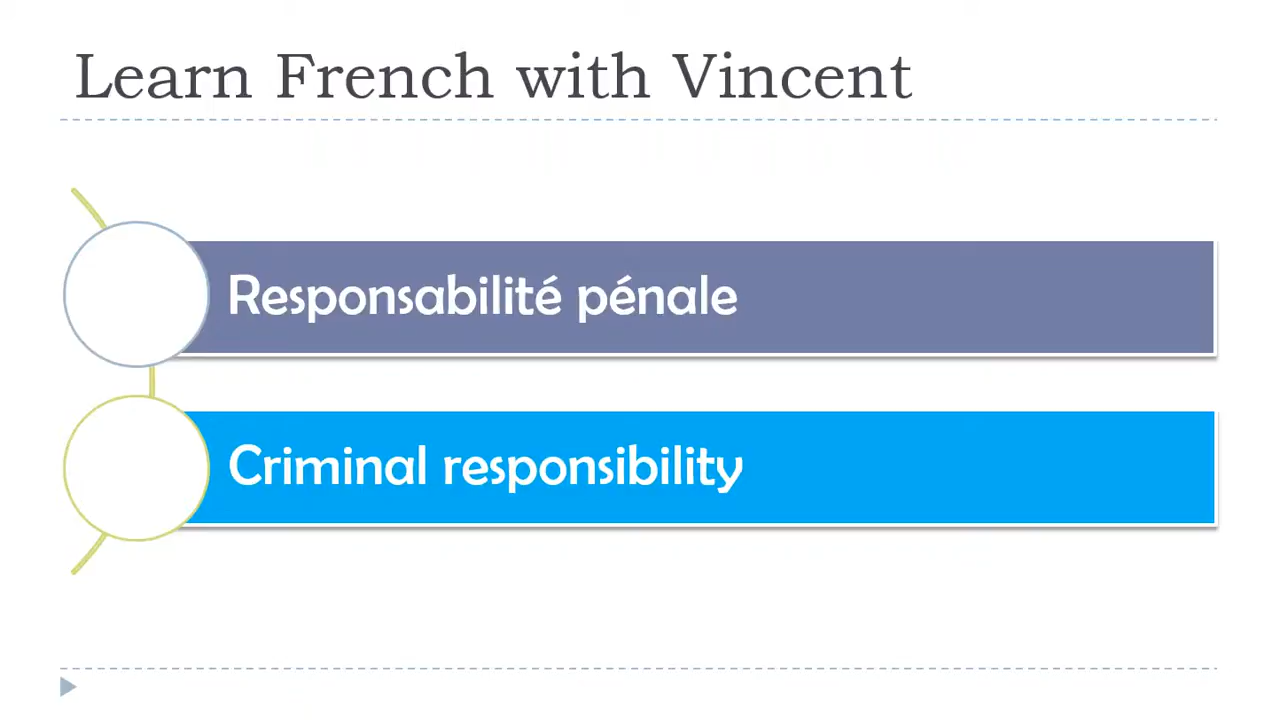 Learn French with Vincent
Responsabilité pénale
Criminal responsibility